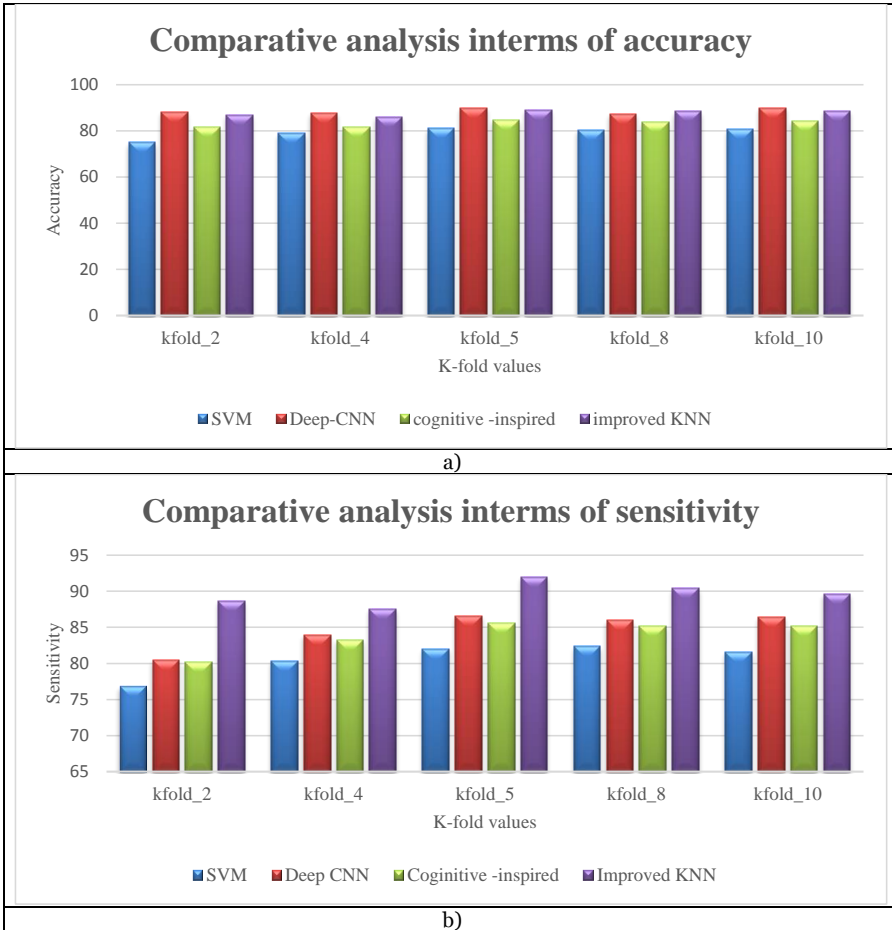 Comparative analysis interms of accuracy
100
80
60
40
20
0
Accuracy
kfold_2 kfold_4 kfold_5 kfold_8 kfold_10
K-fold values
SVM Deep-CNN cognitive -inspired improved KNN
a)
Comparative analysis interms of sensitivity
95
90
85
80
75
70
65
Sensitivity
kfold_2 kfold_4 kfold_5 kfold_8 kfold_10
K-fold values
SVM Deep CNN Coginitive -inspired Improved KNN
b)